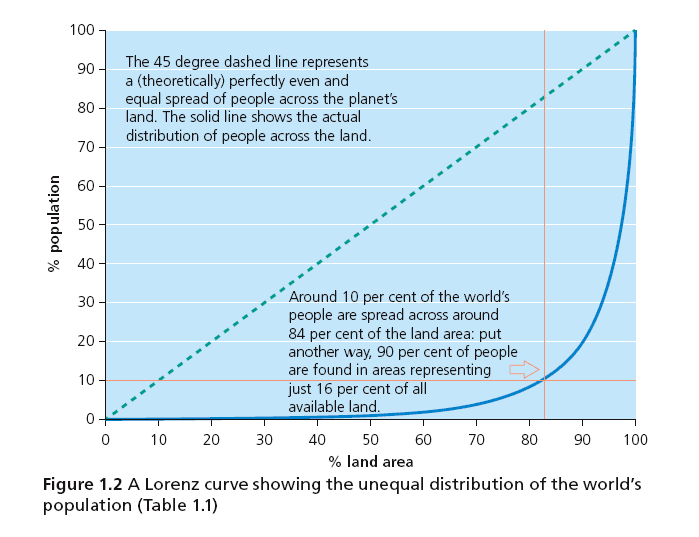 100
90
80
70
60
50
40
30
20
10
0
% population
The 45 degree dashed line represents
a (theoretically) perfectly even and
equal spread of people across the planet's
land. The solid line shows the actual
distribution of people across the land.
Around 10 per cent of the world's
people are spread across around
84 per cent of the land area: put
another way, 90 per cent of people
are found in areas representing
just 16 per cent of all
available land.
0 10 20 30 40 50 60 70 80 90 100
% land area
Figure 1.2 A Lorenz curve showing the unequal distribution of the world's
population (Table 1.1)